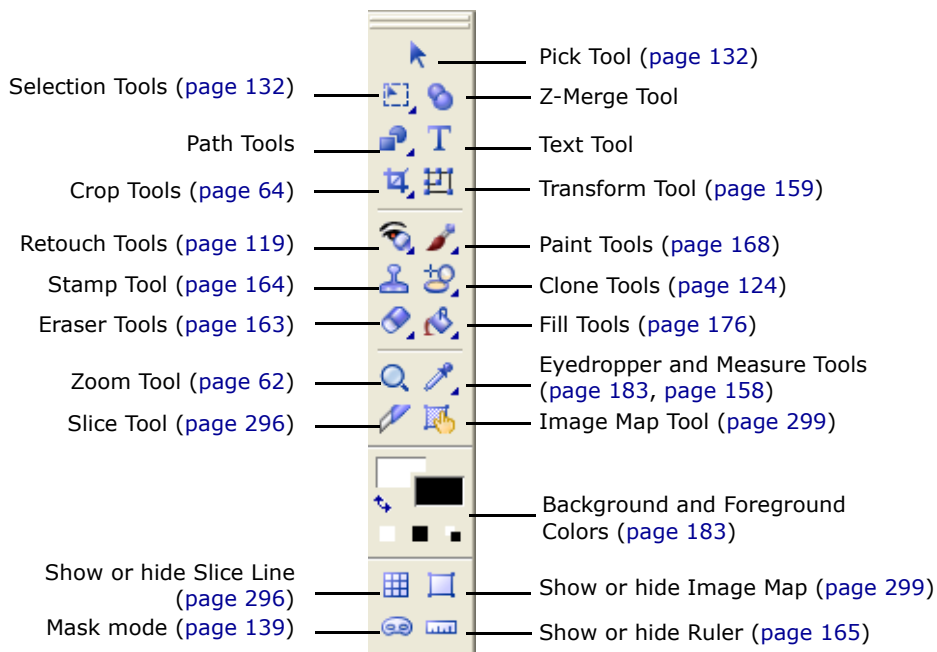 Pick Tool (page 132)
Selection Tools (page 132)
Z-Merge Tool
Path Tools
Text Tool
Crop Tools (page 64)
Transform Tool (page 159)
Retouch Tools (page 119)
Paint Tools (page 168)
Stamp Tool (page 164)
Clone Tools (page 124)
Eraser Tools (page 163)
Fill Tools (page 176)
Zoom Tool (page 62)
Eyedropper and Measure Tools
(page 183, page 158)
Slice Tool (page 296)
Image Map Tool (page 299)
Background and Foreground
Colors (page 183)
Show or hide Slice Line
(page 296)
Show or hide Image Map (page 299)
Mask mode (page 139)
Show or hide Ruler (page 165)